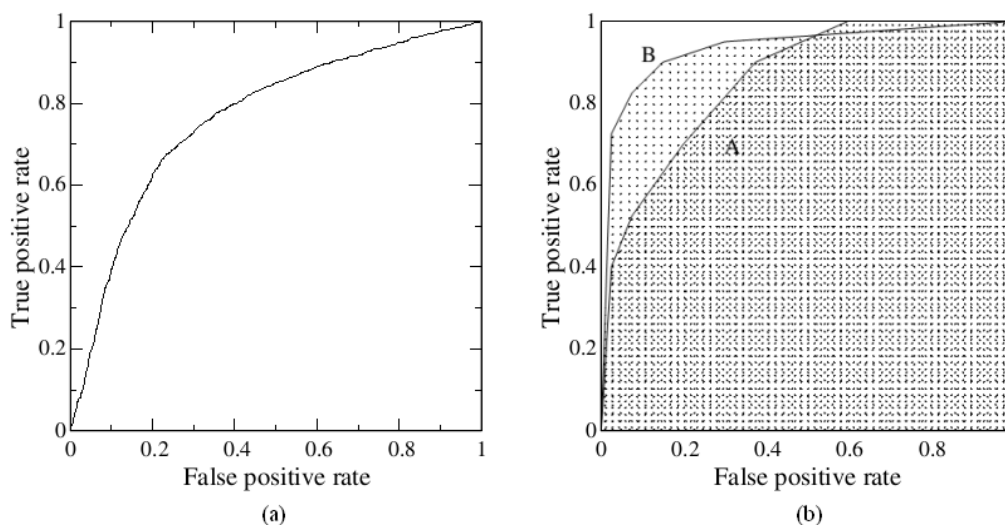 1
0.8
0.6
0.4
0.2
0
0 0.2 0.4 0.6 0.8 1
True positive rate
False positive rate
(a)
1
0.8
0.6
0.4
0.2
0
0 0.2 0.4 0.6 0.8
True positive rate
B
A
False positive rate
(b)